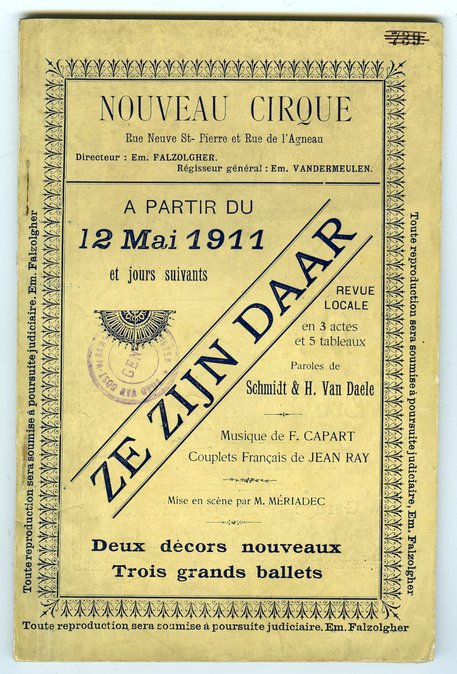 739
NOUVEAU CIRQUE
Rue Neuve St- Pierre et Rue de l'Agneau
Directeur : Em. FALZOLGHER.
Régisseur général : Em. VANDERMEULEN.
A PARTIR DU
12 Mai 1911
et jours suivants
ZE ZIJN DAAR
REVUE
LOCALE
en 3 actes
et 5 tableaux
Paroles de
Schmidt & H. Van Daele
Musique de F. CAPART
Couplets Français de JEAN RAY
Mise en scène par M. MÉRIADEC
Deux décors nouveaux
Trois grands ballets
Toute reproduction sera soumise à poursuite judiciaire. Em. Falzolgher
Toute reproduction sera soumise à poursuite judiciaire, Em. Falzolgher
Toute reproduction sera soumise à poursuite judiciaire. Em. Falzolgher
GENT